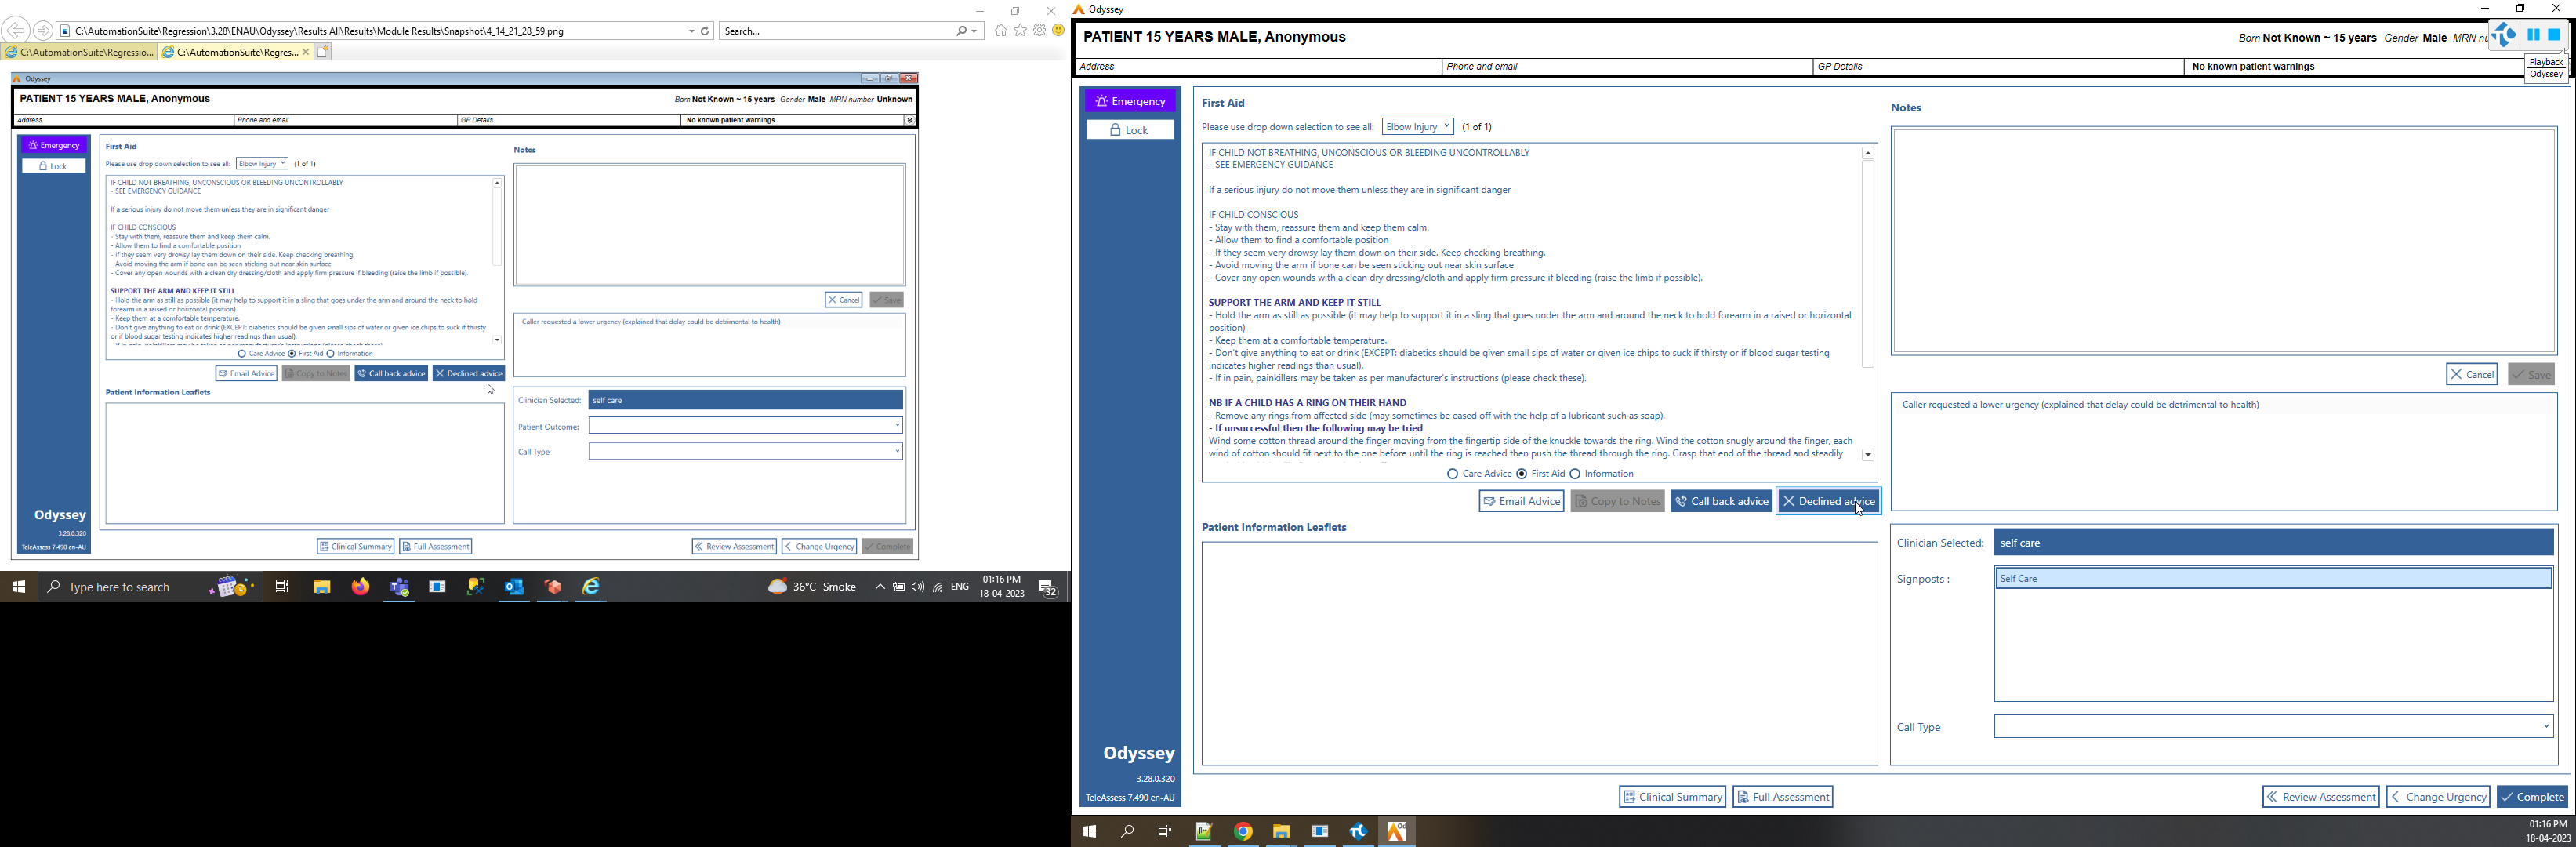 C:\AutomationSuite\Regression\3.28\ENAU\Odyssey\Results All\Results\Module Results\Snapshot\4_14_21_28_59.png
Search...
C:\AutomationSuite\Regressio...
C:\AutomationSuite\Regres...
Odyssey
PATIENT 15 YEARS MALE, Anonymous
Born Not Known ~ 15 years Gender Male MRN number Unknown
Address
Phone and email
GP Details
No known patient warnings
Emergency
Lock
First Aid
Please use drop down selection to see all: Elbow Injury (1 of 1)
IF CHILD NOT BREATHING, UNCONSCIOUS OR BLEEDING UNCONTROLLABLY
- SEE EMERGENCY GUIDANCE
If a serious injury do not move them unless they are in significant danger
IF CHILD CONSCIOUS
- Stay with them, reassure them and keep them calm.
- Allow them to find a comfortable position
- If they seem very drowsy lay them down on their side. Keep checking breathing.
- Avoid moving the arm if bone can be seen sticking out near skin surface
- Cover any open wounds with a clean dry dressing/cloth and apply firm pressure if bleeding (raise the limb if possible).
SUPPORT THE ARM AND KEEP IT STILL
- Hold the arm as still as possible (it may help to support it in a sling that goes under the arm and around the neck to hold
forearm in a raised or horizontal position)
- Keep them at a comfortable temperature.
- Don't give anything to eat or drink (EXCEPT: diabetics should be given small sips of water or given ice chips to suck if thirsty
or if blood sugar testing indicates higher readings than usual).
Care Advice First Aid Information
Email Advice Copy to Notes Call back advice Declined advice
Patient Information Leaflets
Notes
Cancel Save
Caller requested a lower urgency (explained that delay could be detrimental to health)
Clinician Selected: self care
Patient Outcome:
Call Type
Odyssey
3.28.0.320
TeleAssess 7.490 en-AU
Clinical Summary Full Assessment
Review Assessment Change Urgency Complete
Type here to search
36°C Smoke
ENG
01:16 PM
18-04-2023
32
Odyssey
PATIENT 15 YEARS MALE, Anonymous
Born Not Known ~ 15 years Gender Male MRN nu
Playback
Odyssey
Address
Phone and email
GP Details
No known patient warnings
Emergency
Lock
First Aid
Please use drop down selection to see all: Elbow Injury (1 of 1)
IF CHILD NOT BREATHING, UNCONSCIOUS OR BLEEDING UNCONTROLLABLY
- SEE EMERGENCY GUIDANCE
If a serious injury do not move them unless they are in significant danger
IF CHILD CONSCIOUS
- Stay with them, reassure them and keep them calm.
- Allow them to find a comfortable position
- If they seem very drowsy lay them down on their side. Keep checking breathing.
- Avoid moving the arm if bone can be seen sticking out near skin surface
- Cover any open wounds with a clean dry dressing/cloth and apply firm pressure if bleeding (raise the limb if possible).
SUPPORT THE ARM AND KEEP IT STILL
- Hold the arm as still as possible (it may help to support it in a sling that goes under the arm and around the neck to hold forearm in a raised or horizontal
position)
- Keep them at a comfortable temperature.
- Don't give anything to eat or drink (EXCEPT: diabetics should be given small sips of water or given ice chips to suck if thirsty or if blood sugar testing
indicates higher readings than usual).
- If in pain, painkillers may be taken as per manufacturer's instructions (please check these).
NB IF A CHILD HAS A RING ON THEIR HAND
- Remove any rings from affected side (may sometimes be eased off with the help of a lubricant such as soap).
- If unsuccessful then the following may be tried
Wind some cotton thread around the finger moving from the fingertip side of the knuckle towards the ring. Wind the cotton snugly around the finger, each
wind of cotton should fit next to the one before until the ring is reached then push the thread through the ring. Grasp that end of the thread and steadily
Care Advice First Aid Information
Email Advice Copy to Notes Call back advice Declined advice
Patient Information Leaflets
Notes
Cancel Save
Caller requested a lower urgency (explained that delay could be detrimental to health)
Clinician Selected: self care
Signposts : Self Care
Call Type
Odyssey
3.28.0.320
TeleAssess 7.490 en-AU
Clinical Summary Full Assessment
Review Assessment Change Urgency Complete
01:16 PM
18-04-2023